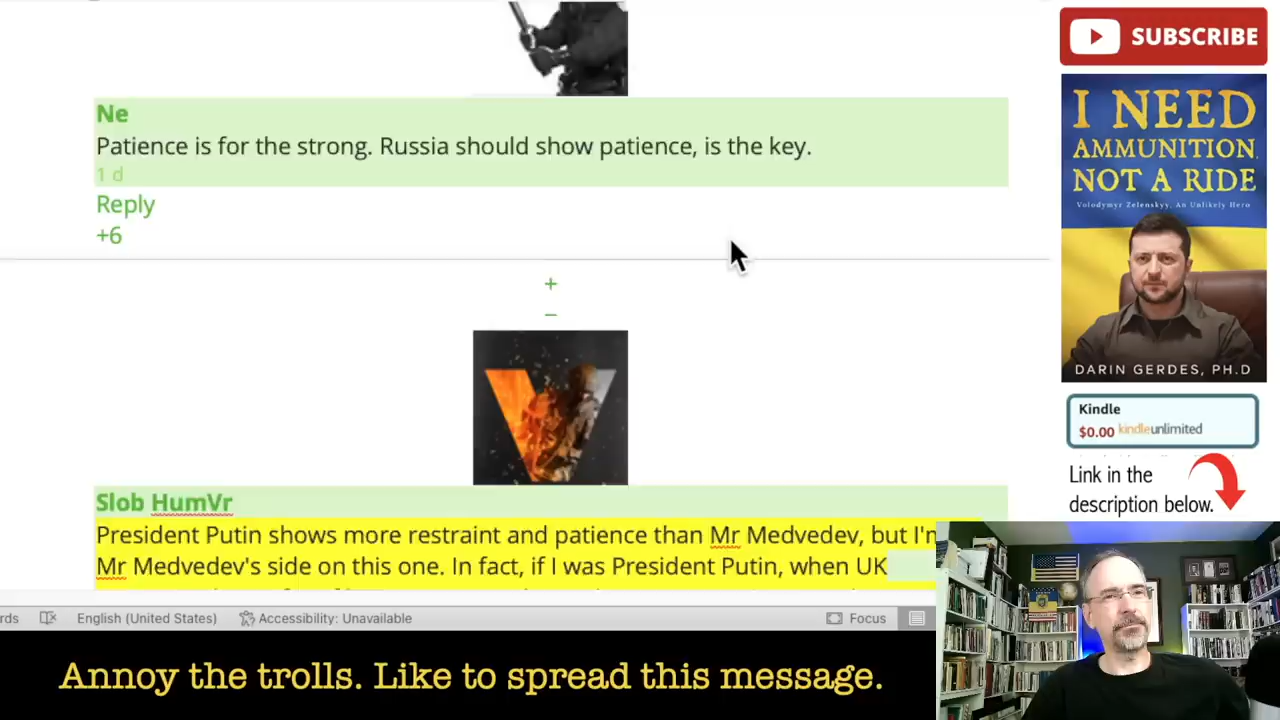 SUBSCRIBE
Ne
Patience is for the strong. Russia should show patience, is the key.
1 d
Reply
+6
+
–
Slob HumVr
President Putin shows more restraint and patience than Mr Medvedev, but I'm
Mr Medvedev's side on this one. In fact, if I was President Putin, when UK
rds
English (United States)
Accessibility: Unavailable
Focus
Annoy the trolls. Like to spread this message.
I NEED
AMMUNITION,
NOT A RIDE
Volodymyr Zelenskyy, An Unlikely Hero
DARIN GERDES, PH.D
Kindle
$0.00 kindleunlimited
Link in the
description below.